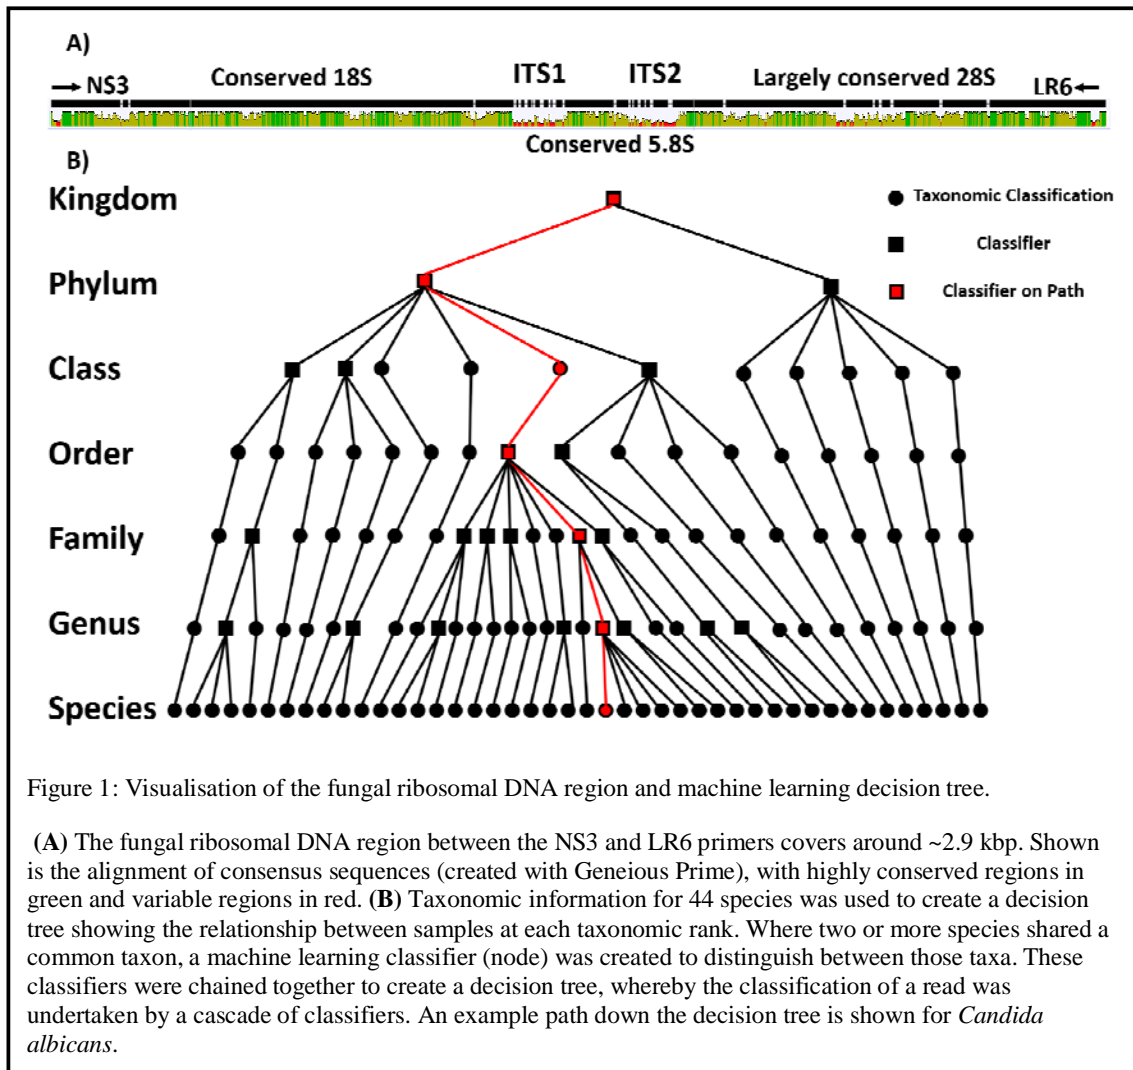 A)
NS3
Conserved 18S
ITS1
ITS2
Largely conserved 28S
LR6
Conserved 5.8S
B)
Kingdom
Taxonomic Classification
Classifier
Phylum
Classifier on Path
Class
Order
Family
Genus
Species
Figure 1: Visualisation of the fungal ribosomal DNA region and machine learning decision tree.
(A) The fungal ribosomal DNA region between the NS3 and LR6 primers covers around ~2.9 kbp. Shown
is the alignment of consensus sequences (created with Geneious Prime), with highly conserved regions in
green and variable regions in red. (B) Taxonomic information for 44 species was used to create a decision
tree showing the relationship between samples at each taxonomic rank. Where two or more species shared a
common taxon, a machine learning classifier (node) was created to distinguish between those taxa. These
classifiers were chained together to create a decision tree, whereby the classification of a read was
undertaken by a cascade of classifiers. An example path down the decision tree is shown for Candida
albicans.